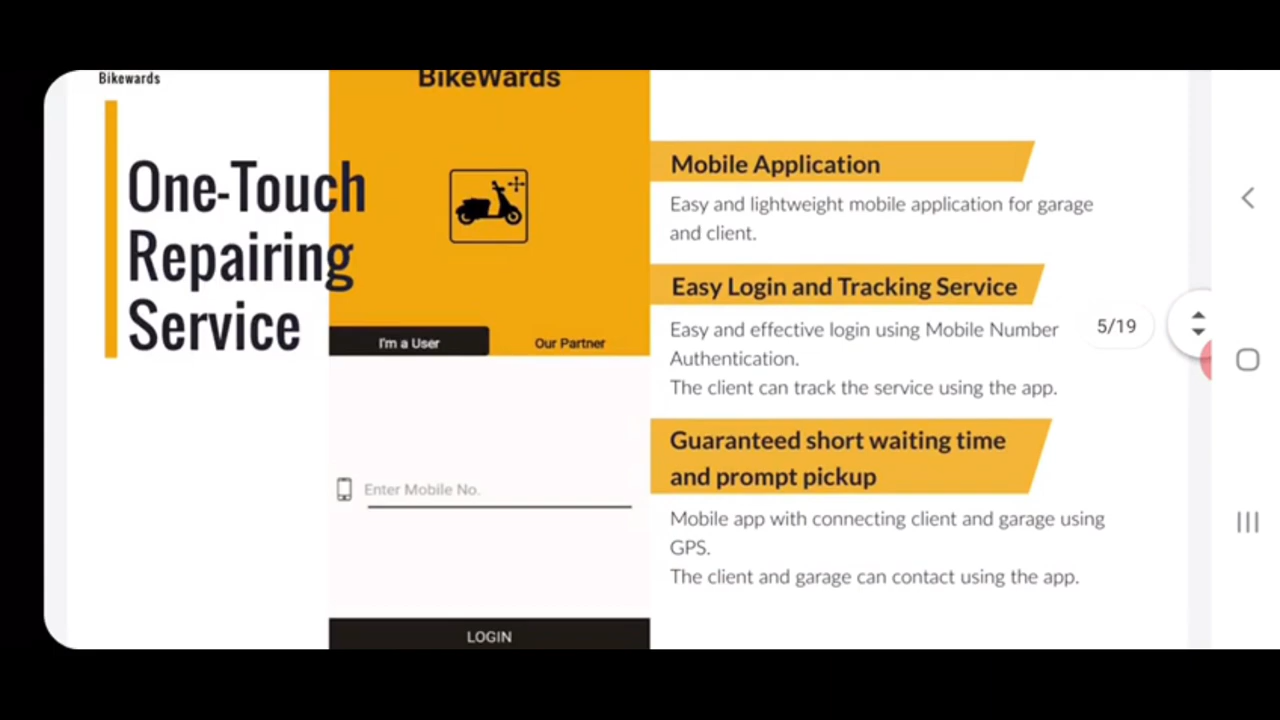 Bikewards
One-Touch
Repairing
Service
BikeWards
I'm a User
Our Partner
Enter Mobile No.
LOGIN
Mobile Application
Easy and lightweight mobile application for garage
and client.
Easy Login and Tracking Service
Easy and effective login using Mobile Number
Authentication.
The client can track the service using the app.
Guaranteed short waiting time
and prompt pickup
Mobile app with connecting client and garage using
GPS.
The client and garage can contact using the app.
5/19